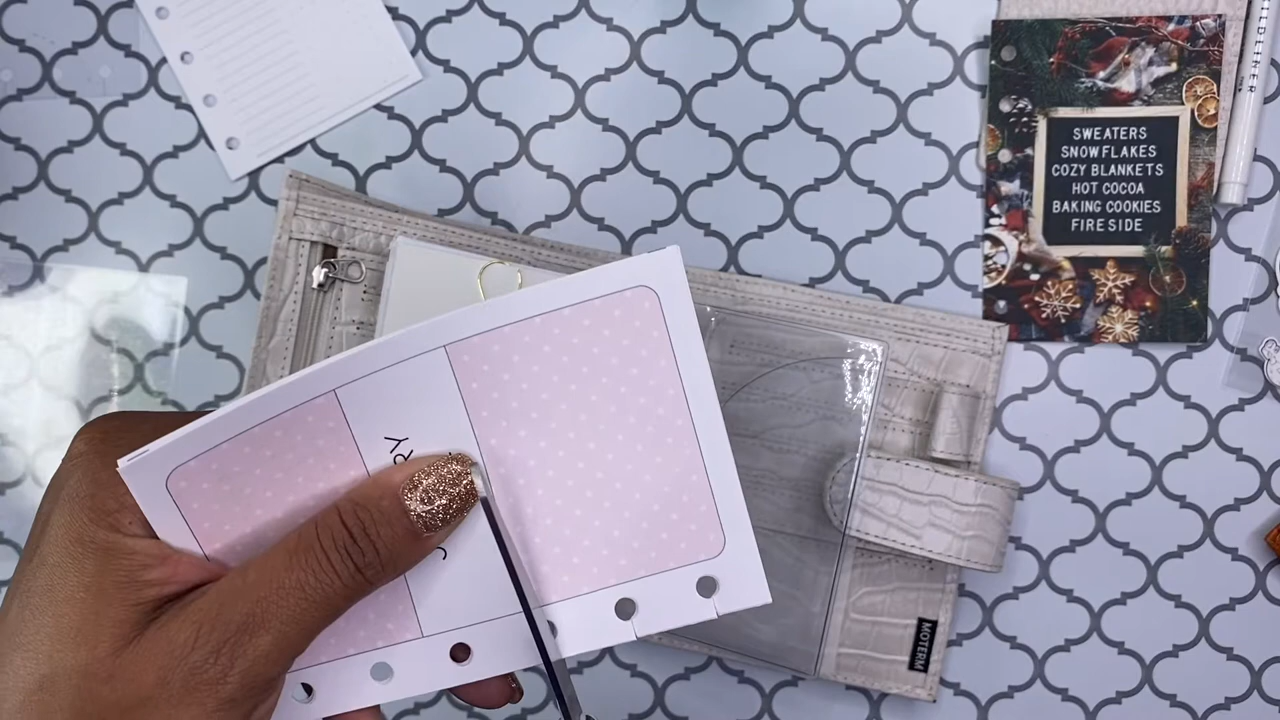 SWEATERS
SNOWFLAKES
COZY BLANKETS
HOT COCOA
BAKING COOKIES
FIRESIDE
MOTERM